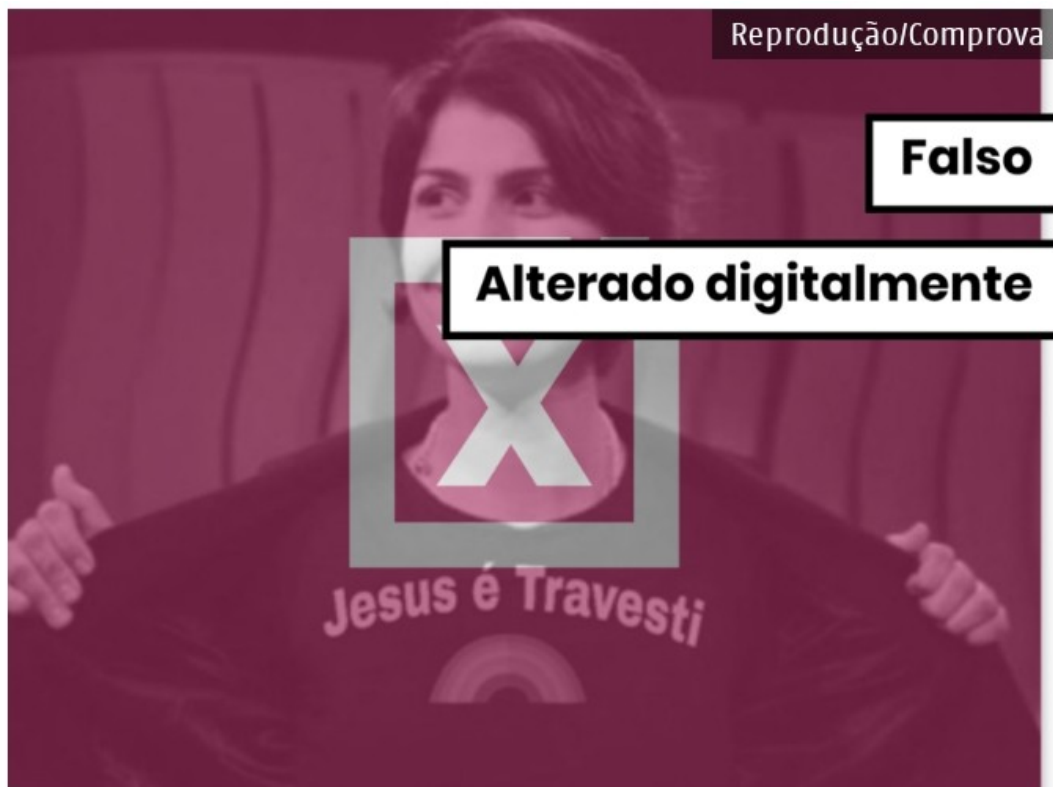 Reprodução/Comprova
Falso
Alterado digitalmente
X
Jesus é Travesti